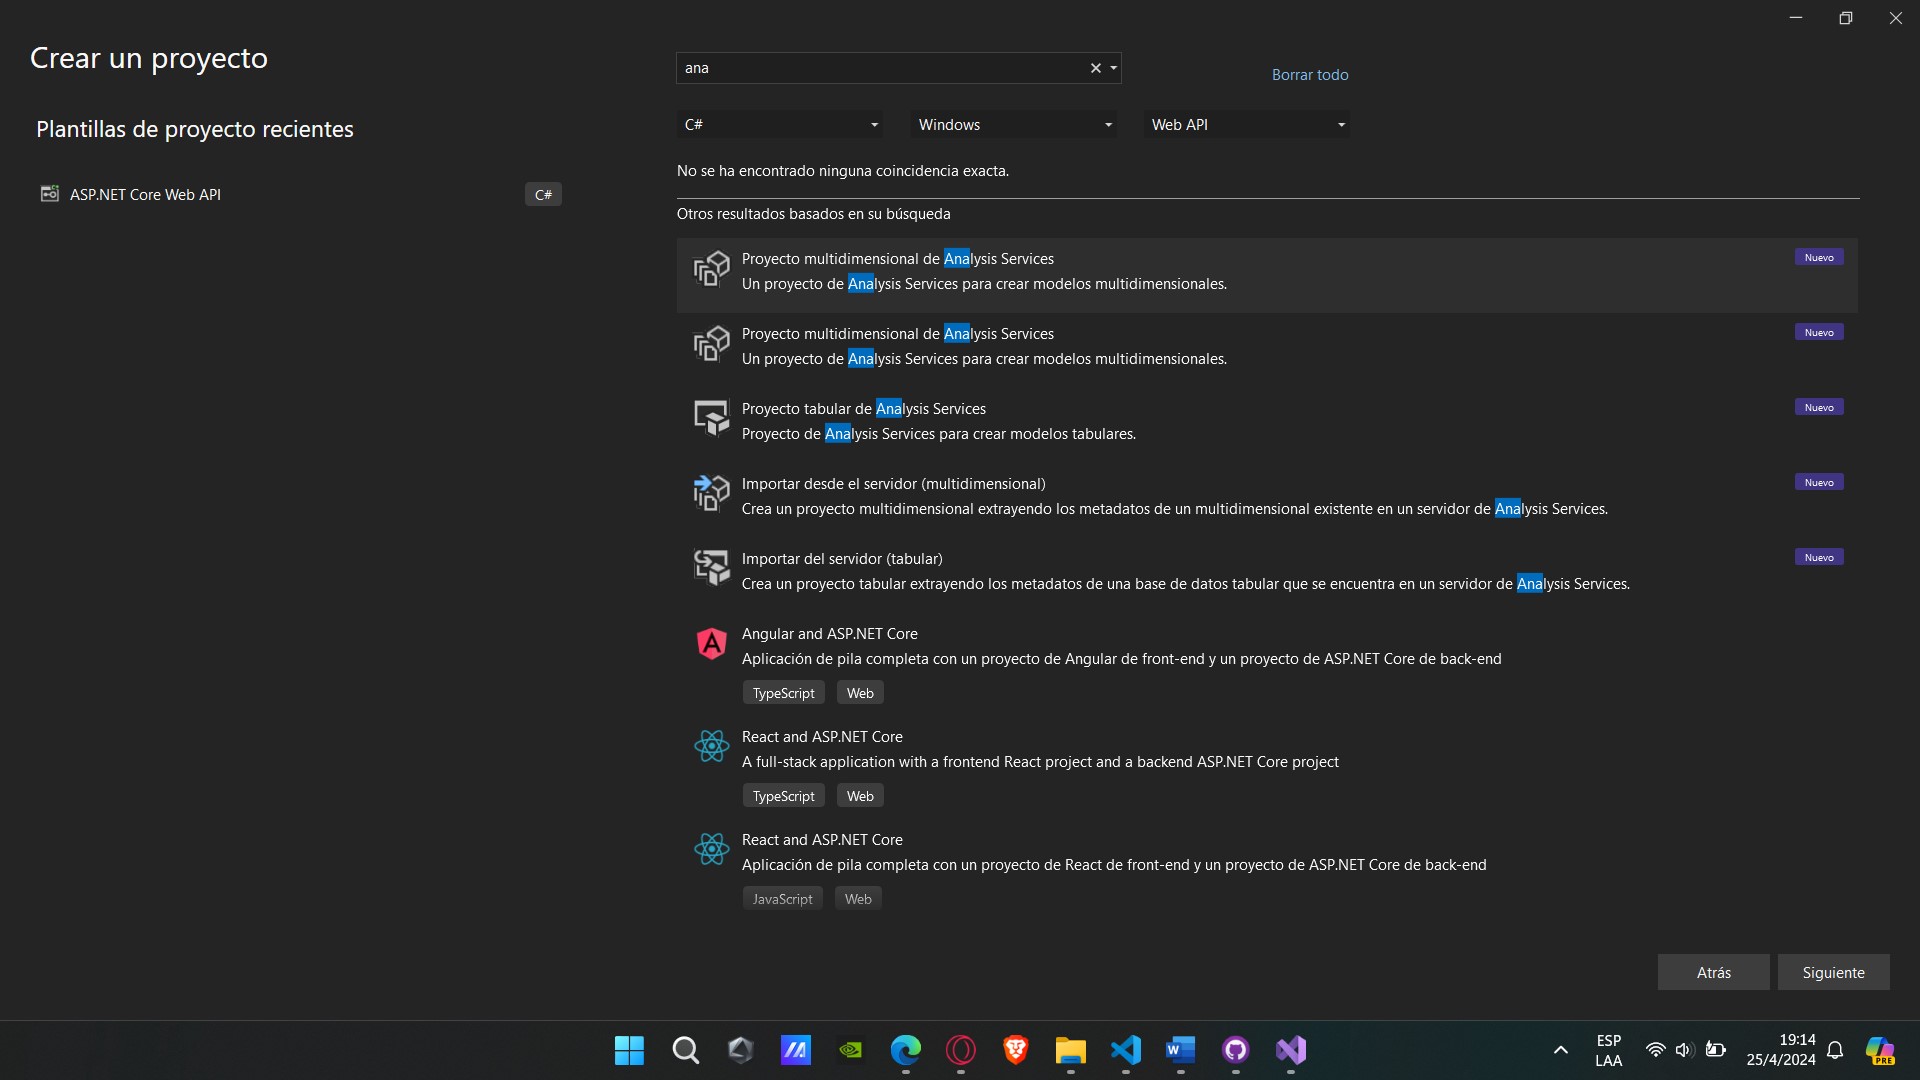 Crear un proyecto
Plantillas de proyecto recientes
ASP.NET Core Web API
C#
ana
Borrar todo
C#
Windows
Web API
No se ha encontrado ninguna coincidencia exacta.
Otros resultados basados en su búsqueda
Proyecto multidimensional de Analysis Services
Nuevo
Un proyecto de Analysis Services para crear modelos multidimensionales.
Proyecto multidimensional de Analysis Services
Nuevo
Un proyecto de Analysis Services para crear modelos multidimensionales.
Proyecto tabular de Analysis Services
Nuevo
Proyecto de Analysis Services para crear modelos tabulares.
Importar desde el servidor (multidimensional)
Nuevo
Crea un proyecto multidimensional extrayendo los metadatos de un multidimensional existente en un servidor de Analysis Services.
Importar del servidor (tabular)
Nuevo
Crea un proyecto tabular extrayendo los metadatos de una base de datos tabular que se encuentra en un servidor de Analysis Services.
Angular and ASP.NET Core
Aplicación de pila completa con un proyecto de Angular de front-end y un proyecto de ASP.NET Core de back-end
TypeScript
Web
React and ASP.NET Core
A full-stack application with a frontend React project and a backend ASP.NET Core project
TypeScript
Web
React and ASP.NET Core
Aplicación de pila completa con un proyecto de React de front-end y un proyecto de ASP.NET Core de back-end
JavaScript
Web
Atrás
Siguiente
ESP
LAA
19:14
25/4/2024
PRE